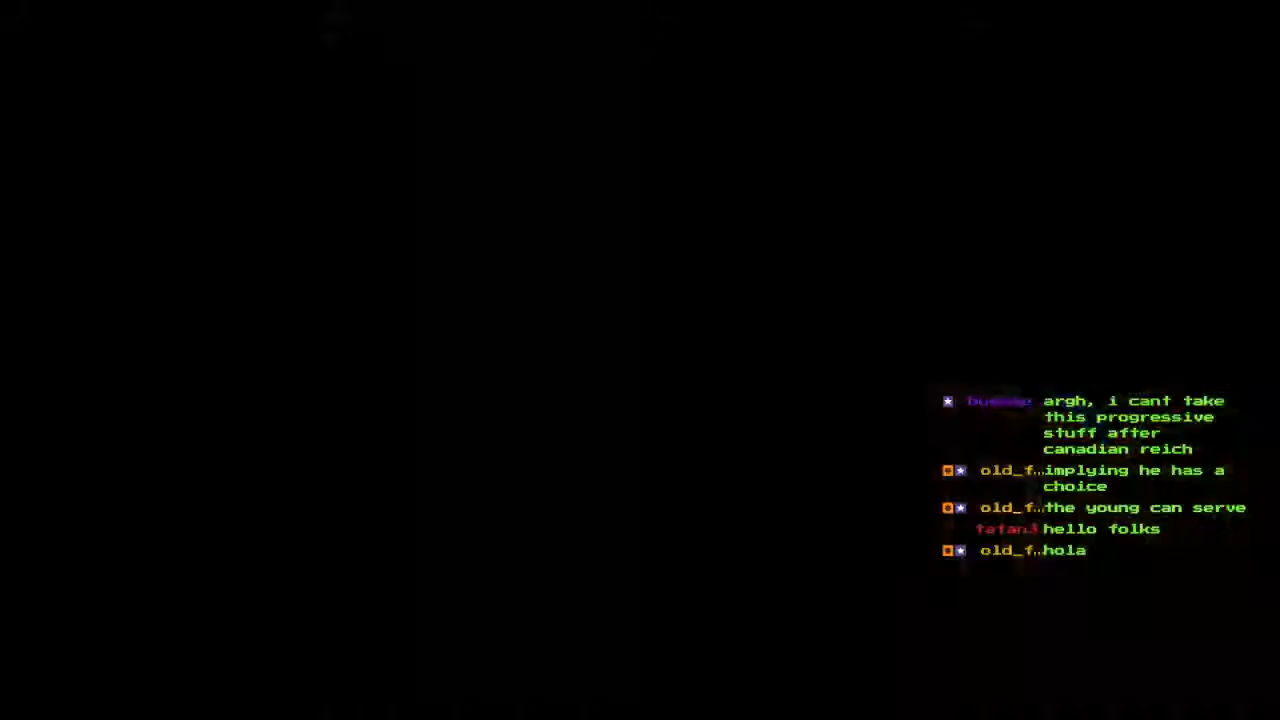 argh, i cant take
this progressive
stuff after
canadian reich
old_f..implying he has a
choice
old_f..the young can serve
tatan3 hello folks
old_f..hola